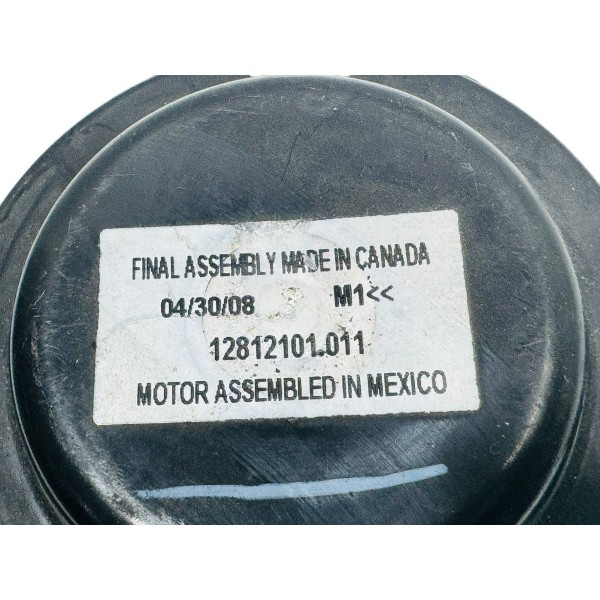 FINAL ASSEMBLY MADE IN CANADA
04/30/08 M1<<
12812101.011
MOTOR ASSEMBLED IN MEXICO